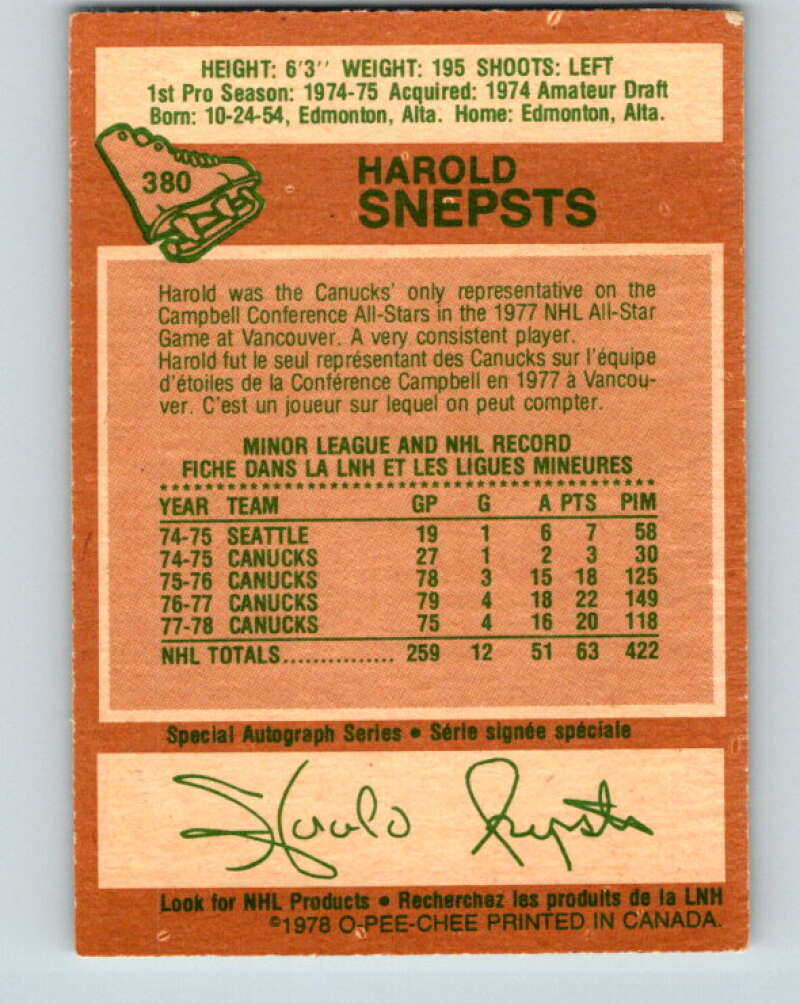 HEIGHT: 6'3'' WEIGHT: 195 SHOOTS: LEFT
1st Pro Season: 1974-75 Acquired: 1974 Amateur Draft
Born: 10-24-54, Edmonton, Alta. Home: Edmonton, Alta.
380
HAROLD
SNEPSTS
Harold was the Canucks' only representative on the
Campbell Conference All-Stars in the 1977 NHL All-Star
Game at Vancouver. A very consistent player.
Harold fut le seul représentant des Canucks sur l'équipe
d'étoiles de la Conférence Campbell en 1977 à Vancou-
ver. C'est un joueur sur lequel on peut compter.
MINOR LEAGUE AND NHL RECORD
FICHE DANS LA LNH ET LES LIGUES MINEURES
YEAR TEAM GP G A PTS PIM
74-75 SEATTLE 19 1 6 7 58
74-75 CANUCKS 27 1 2 3 30
75-76 CANUCKS 78 3 15 18 125
76-77 CANUCKS 79 4 18 22 149
77-78 CANUCKS 75 4 16 20 118
NHL TOTALS............... 259 12 51 63 422
Special Autograph Series • Série signée spéciale
Harold Snepsts
Look for NHL Products • Recherchez les produits de la LNH
©1978 O-PEE-CHEE PRINTED IN CANADA.